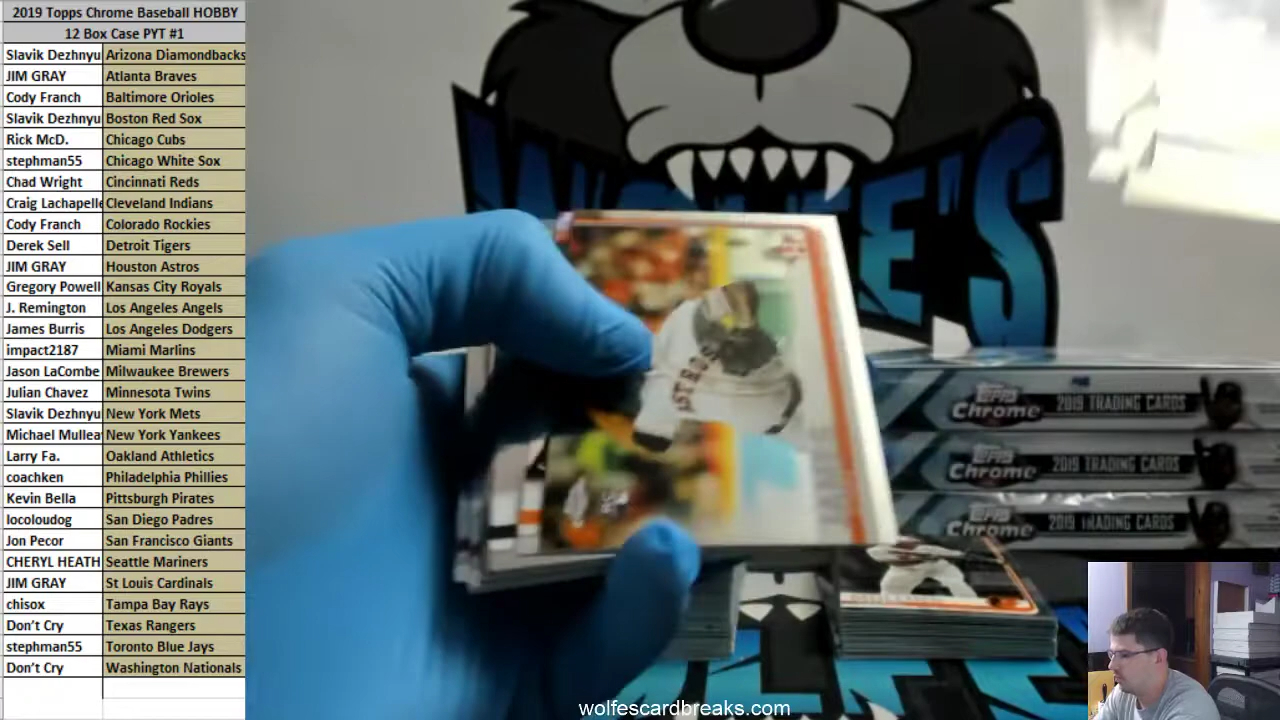 2019 Topps Chrome Baseball HOBBY
12 Box Case PYT #1
Slavik Dezhnyu Arizona Diamondbacks
JIM GRAY Atlanta Braves
Cody Franch Baltimore Orioles
Slavik Dezhnyu Boston Red Sox
Rick McD. Chicago Cubs
stephman55 Chicago White Sox
Chad Wright Cincinnati Reds
Craig Lachapelle Cleveland Indians
Cody Franch Colorado Rockies
Derek Sell Detroit Tigers
JIM GRAY Houston Astros
Gregory Powell Kansas City Royals
J. Remington Los Angeles Angels
James Burris Los Angeles Dodgers
impact2187 Miami Marlins
Jason LaCombe Milwaukee Brewers
Julian Chavez Minnesota Twins
Slavik Dezhnyu New York Mets
Michael Mullea New York Yankees
Larry Fa. Oakland Athletics
coachken Philadelphia Phillies
Kevin Bella Pittsburgh Pirates
locoloudog San Diego Padres
Jon Pecor San Francisco Giants
CHERYL HEATH Seattle Mariners
JIM GRAY St Louis Cardinals
chisox Tampa Bay Rays
Don't Cry Texas Rangers
stephman55 Toronto Blue Jays
Don't Cry Washington Nationals
WOLFE'S
ASTROS
Topps Chrome 2019 TRADING CARDS
Topps Chrome 2019 TRADING CARDS
Topps Chrome 2019 TRADING CARDS
wolfescardbreaks.com